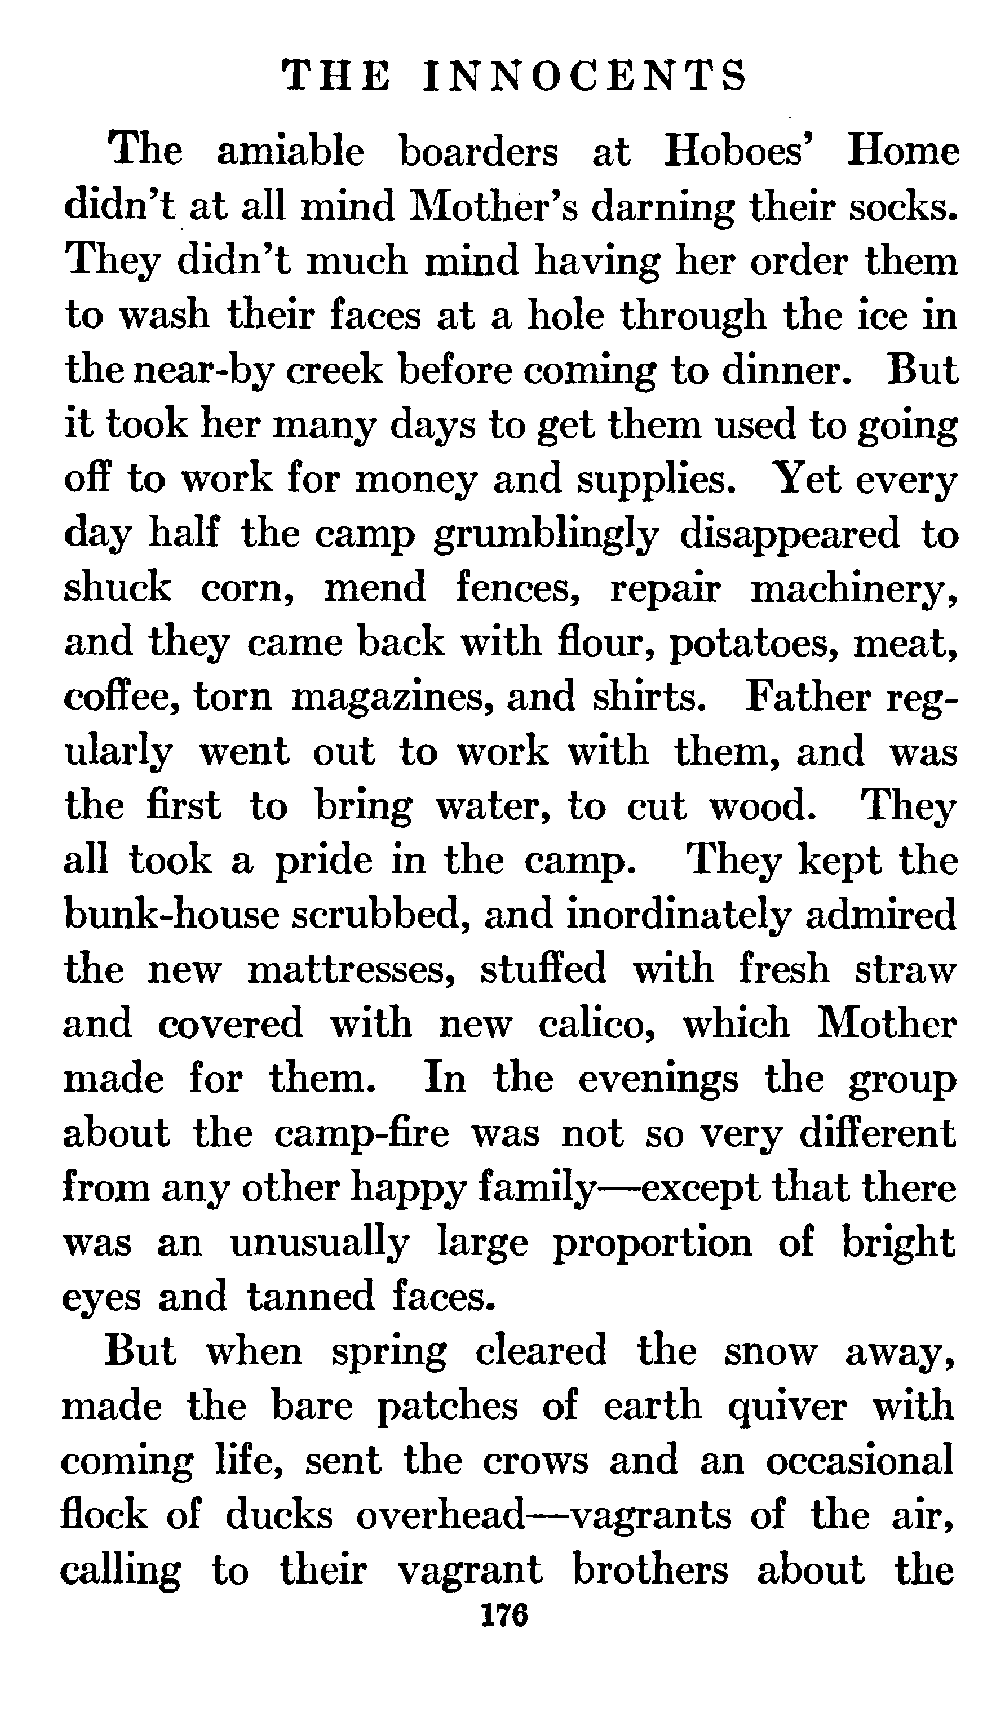 THE INNOCENTS
The amiable boarders at Hoboes' Home
didn't at all mind Mother's darning their socks.
They didn't much mind having her order them
to wash their faces at a hole through the ice in
the near-by creek before coming to dinner. But
it took her many days to get them used to going
off to work for money and supplies. Yet every
day half the camp grumblingly disappeared to
shuck corn, mend fences, repair machinery,
and they came back with flour, potatoes, meat,
coffee, torn magazines, and shirts. Father reg-
ularly went out to work with them, and was
the first to bring water, to cut wood. They
all took a pride in the camp. They kept the
bunk-house scrubbed, and inordinately admired
the new mattresses, stuffed with fresh straw
and covered with new calico, which Mother
made for them. In the evenings the group
about the camp-fire was not so very different
from any other happy family—except that there
was an unusually large proportion of bright
eyes and tanned faces.
But when spring cleared the snow away,
made the bare patches of earth quiver with
coming life, sent the crows and an occasional
flock of ducks overhead—vagrants of the air,
calling to their vagrant brothers about the
176